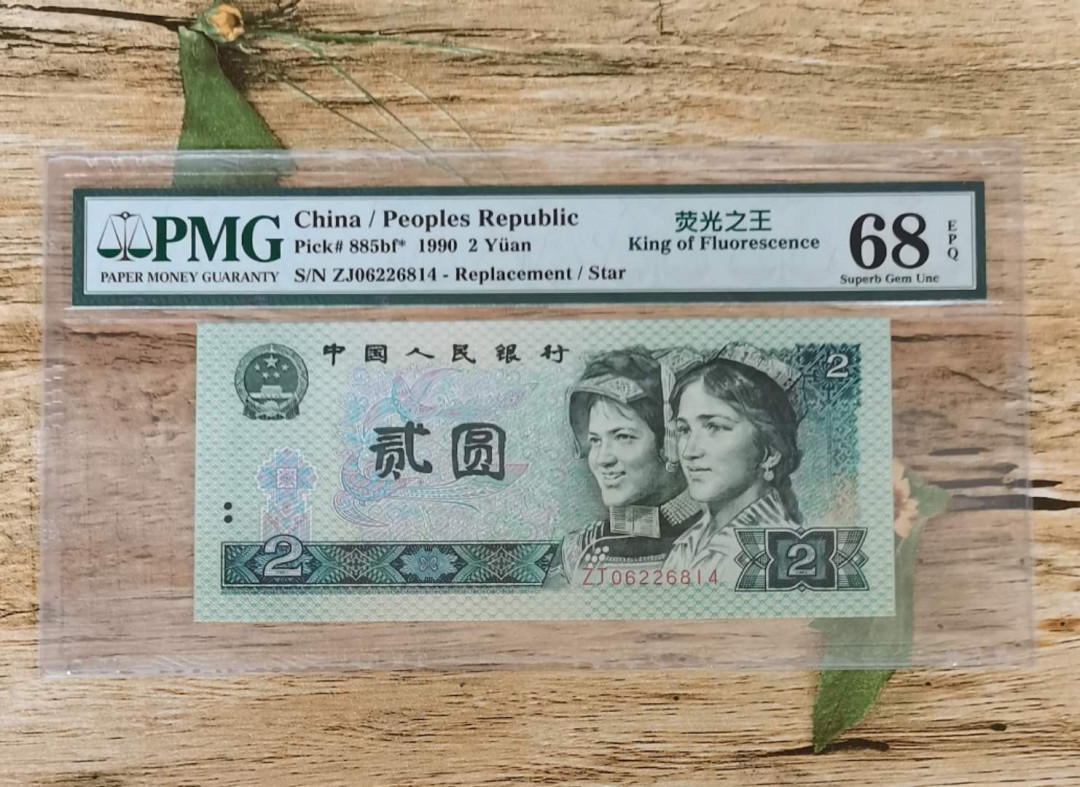 PMG
PAPER MONEY GUARANTY
China / Peoples Republic
Pick# 885bf* 1990 2 Yüan
S/N ZJ06226814 - Replacement / Star
荧光之王
King of Fluorescence
68
EPQ
Superb Gem Unc
中国人民银行
2
贰圆
2
2
ZJ06226814